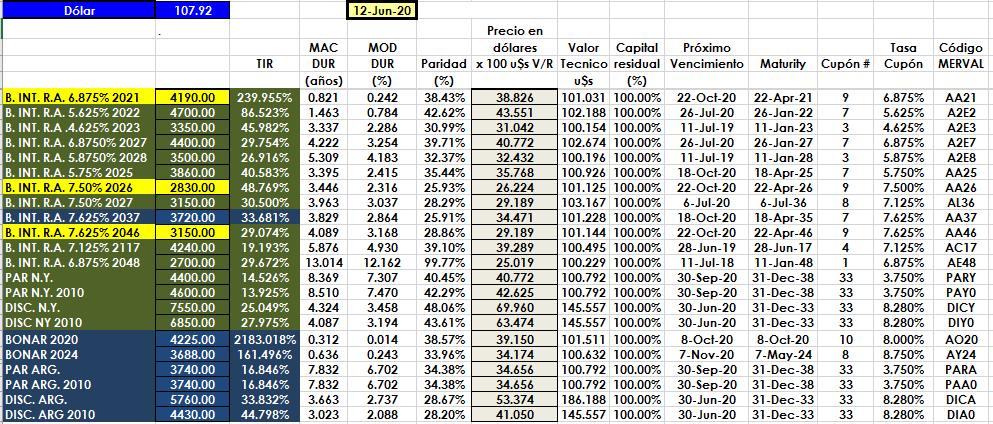 Dólar 107.92 12-Jun-20
.
Precio en
MAC MOD dólares Valor Capital Próximo Tasa Código
TIR DUR DUR Paridad x 100 u$s V/R Tecnico residual Vencimiento Maturity Cupón # Cupón MERVAL
(años) (%) (%) u$s (%)
B. INT. R.A. 6.875% 2021 4190.00 239.955% 0.821 0.242 38.43% 38.826 101.031 100.00% 22-Oct-20 22-Apr-21 9 6.875% AA21
B. INT. R.A. 5.625% 2022 4700.00 86.523% 1.463 0.784 42.62% 43.551 102.188 100.00% 26-Jul-20 26-Jan-22 7 5.625% A2E2
B. INT. R.A. 4.625% 2023 3350.00 45.982% 3.337 2.286 30.99% 31.042 100.154 100.00% 11-Jul-19 11-Jan-23 3 4.625% A2E3
B. INT. R.A. 6.8750% 2027 4400.00 29.754% 4.222 3.254 39.71% 40.772 102.674 100.00% 26-Jul-20 26-Jan-27 7 6.875% A2E7
B. INT. R.A. 5.8750% 2028 3500.00 26.916% 5.309 4.183 32.37% 32.432 100.196 100.00% 11-Jul-19 11-Jan-28 3 5.875% A2E8
B. INT. R.A. 5.75% 2025 3860.00 40.583% 3.395 2.415 35.44% 35.768 100.926 100.00% 18-Oct-20 18-Apr-25 7 5.750% AA25
B. INT. R.A. 7.50% 2026 2830.00 48.769% 3.446 2.316 25.93% 26.224 101.125 100.00% 22-Oct-20 22-Apr-26 9 7.500% AA26
B. INT. R.A. 7.50% 2027 3150.00 30.500% 3.963 3.037 28.29% 29.189 103.167 100.00% 6-Jul-20 6-Jul-36 8 7.125% AL36
B. INT. R.A. 7.625% 2037 3720.00 33.681% 3.829 2.864 25.91% 34.471 101.228 100.00% 18-Oct-20 18-Apr-35 7 7.625% AA37
B. INT. R.A. 7.625% 2046 3150.00 29.074% 4.089 3.168 28.86% 29.189 101.144 100.00% 22-Oct-20 22-Apr-46 9 7.625% AA46
B. INT. R.A. 7.125% 2117 4240.00 19.193% 5.876 4.930 39.10% 39.289 100.495 100.00% 28-Jun-19 28-Jun-17 4 7.125% AC17
B. INT. R.A. 6.875% 2048 2700.00 29.672% 13.014 12.162 99.77% 25.019 100.229 100.00% 11-Jul-18 11-Jan-48 1 6.875% AE48
PAR N.Y. 4400.00 14.526% 8.369 7.307 40.45% 40.772 100.792 100.00% 30-Sep-20 31-Dec-38 33 3.750% PARY
PAR N.Y. 2010 4600.00 13.925% 8.510 7.470 42.29% 42.625 100.792 100.00% 30-Sep-20 31-Dec-38 33 3.750% PAY0
DISC. N.Y. 7550.00 25.049% 4.324 3.458 48.06% 69.960 145.557 100.00% 30-Jun-20 31-Dec-33 33 8.280% DICY
DISC NY 2010 6850.00 27.975% 4.087 3.194 43.61% 63.474 145.557 100.00% 30-Jun-20 31-Dec-33 33 8.280% DIY0
BONAR 2020 4225.00 2183.018% 0.312 0.014 38.57% 39.150 101.511 100.00% 8-Oct-20 8-Oct-20 10 8.000% AO20
BONAR 2024 3688.00 161.496% 0.636 0.243 33.96% 34.174 100.632 100.00% 7-Nov-20 7-May-24 8 8.750% AY24
PAR ARG. 3740.00 16.846% 7.832 6.702 34.38% 34.656 100.792 100.00% 30-Sep-20 31-Dec-38 33 3.750% PARA
PAR ARG. 2010 3740.00 16.846% 7.832 6.702 34.38% 34.656 100.792 100.00% 30-Sep-20 31-Dec-38 33 3.750% PAA0
DISC. ARG. 5760.00 33.832% 3.663 2.737 28.67% 53.374 186.188 100.00% 30-Jun-20 31-Dec-33 33 8.280% DICA
DISC. ARG 2010 4430.00 44.798% 3.023 2.088 28.20% 41.050 145.557 100.00% 30-Jun-20 31-Dec-33 33 8.280% DIA0